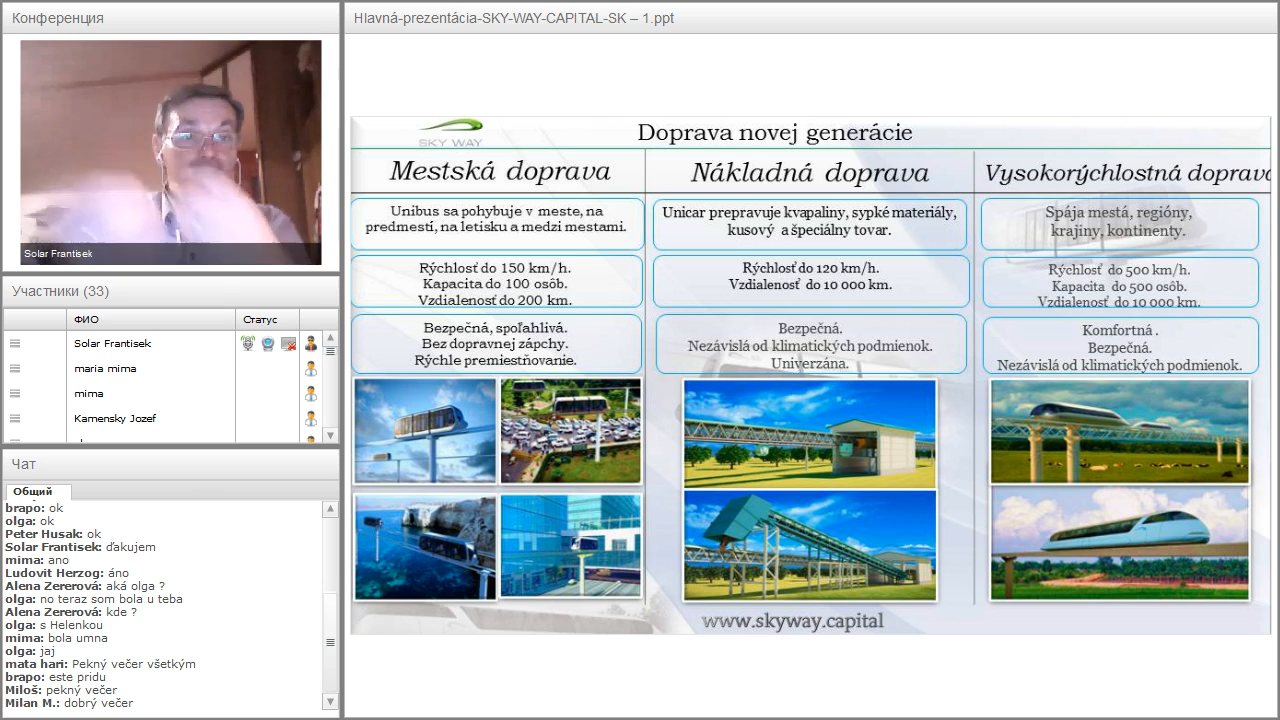 Конференция
Solar Frantisek
Участники (33)
ФИО
Статус
Solar Frantisek
maria mirna
mima
Kamensky Jozef
Чат
Общий
brapo: ok
olga: ok
Peter Husak: ok
Solar Frantisek: ďakujem
mima: ano
Ludovit Herzog: áno
Alena Zererová: aká olga ?
olga: no teraz som bola u teba
Alena Zererová: kde ?
olga: s Helenkou
mima: bola umna
olga: jaj
mata hari: Pekný večer všetkým
brapo: este pridu
Miloš: pekný večer
Milan M.: dobrý večer
Hlavná-prezentácia-SKY-WAY-CAPITAL-SK – 1.ppt
SKY WAY
Doprava novej generácie
Mestská doprava
Unibus sa pohybuje v meste, na
predmestí, na letisku a medzi mestami.
Rýchlosť do 150 km/h.
Kapacita do 100 osôb.
Vzdialenosť do 200 km.
Bezpečná, spoľahlivá.
Bez dopravnej zápchy.
Rýchle premiestňovanie.
Nákladná doprava
Unicar prepravuje kvapaliny, sypké materiály,
kusový a špeciálny tovar.
Rýchlosť do 120 km/h.
Vzdialenosť do 10 000 km.
Bezpečná.
Nezávislá od klimatických podmienok.
Univerzána.
Vysokorýchlostná doprava
Spája mestá, regióny,
krajiny, kontinenty.
Rýchlosť do 500 km/h.
Kapacita do 500 osôb.
Vzdialenosť do 10 000 km.
Komfortná .
Bezpečná.
Nezávislá od klimatických podmienok.
www.skyway.capital